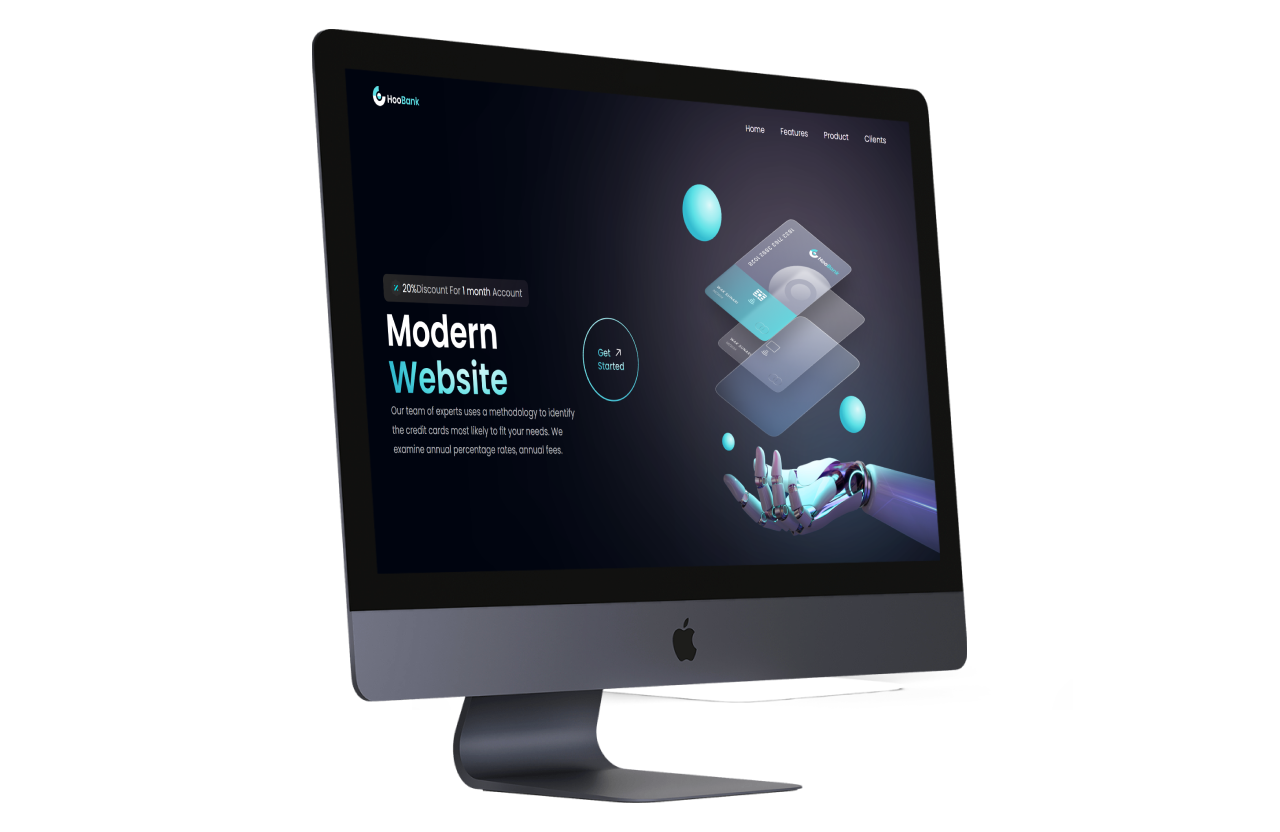 HooBank
Home Features Product Clients
20%Discount For 1 month Account
Modern
Website
Get
Started
Our team of experts uses a methodology to identify
the credit cards most likely to fit your needs. We
examine annual percentage rates, annual fees.
HooBank